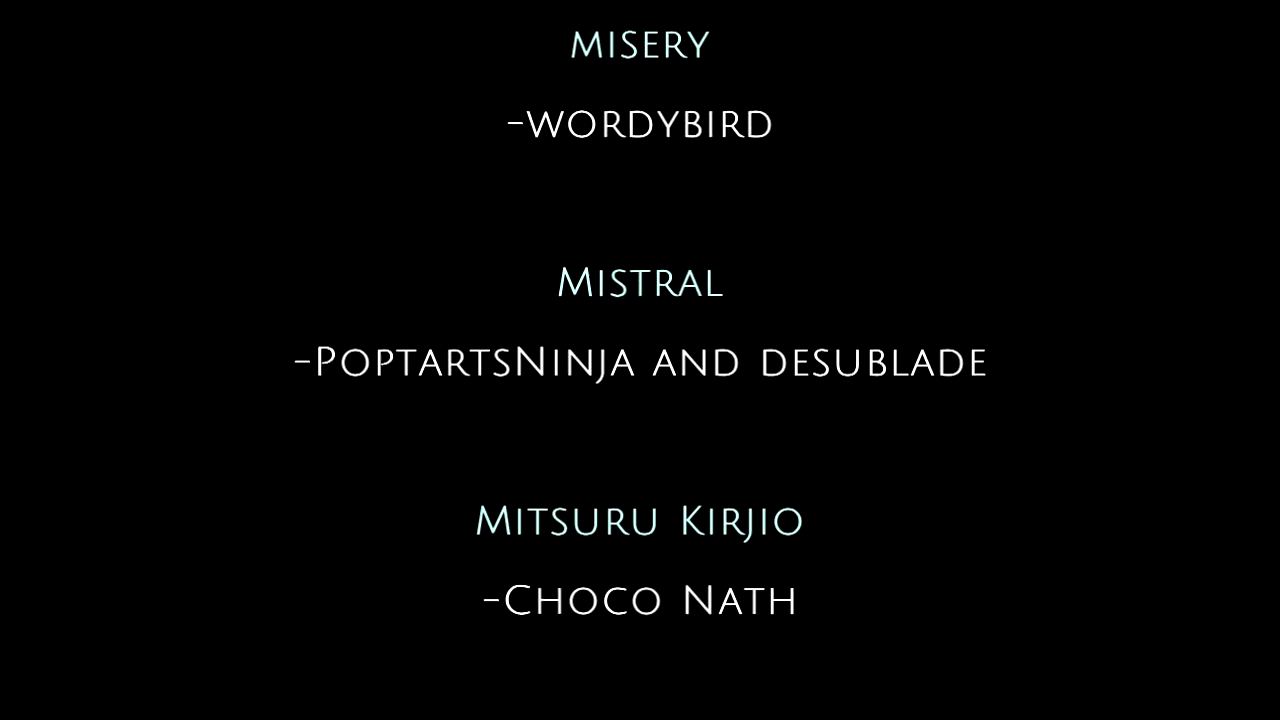 misery
-wordybird
Mistral
-PoptartsNinja and desublade
Mitsuru Kirjio
-Choco Nath